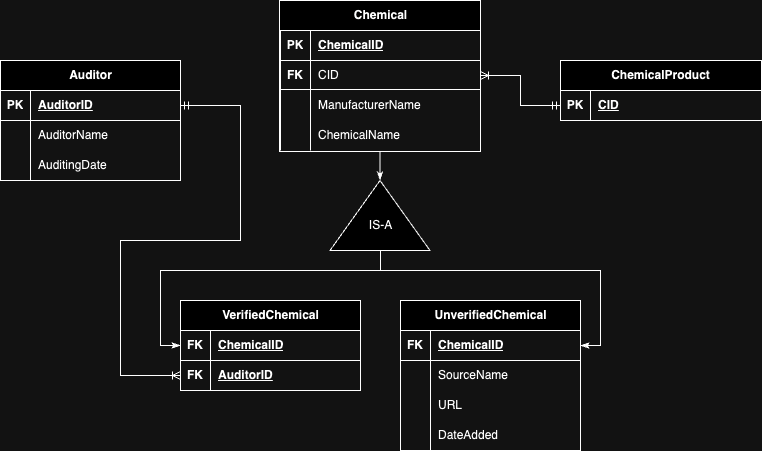 Chemical
PK ChemicalID
FK CID
ManufacturerName
ChemicalName
Auditor
PK AuditorID
AuditorName
AuditingDate
ChemicalProduct
PK CID
IS-A
VerifiedChemical
FK ChemicalID
FK AuditorID
UnverifiedChemical
FK ChemicalID
SourceName
URL
DateAdded